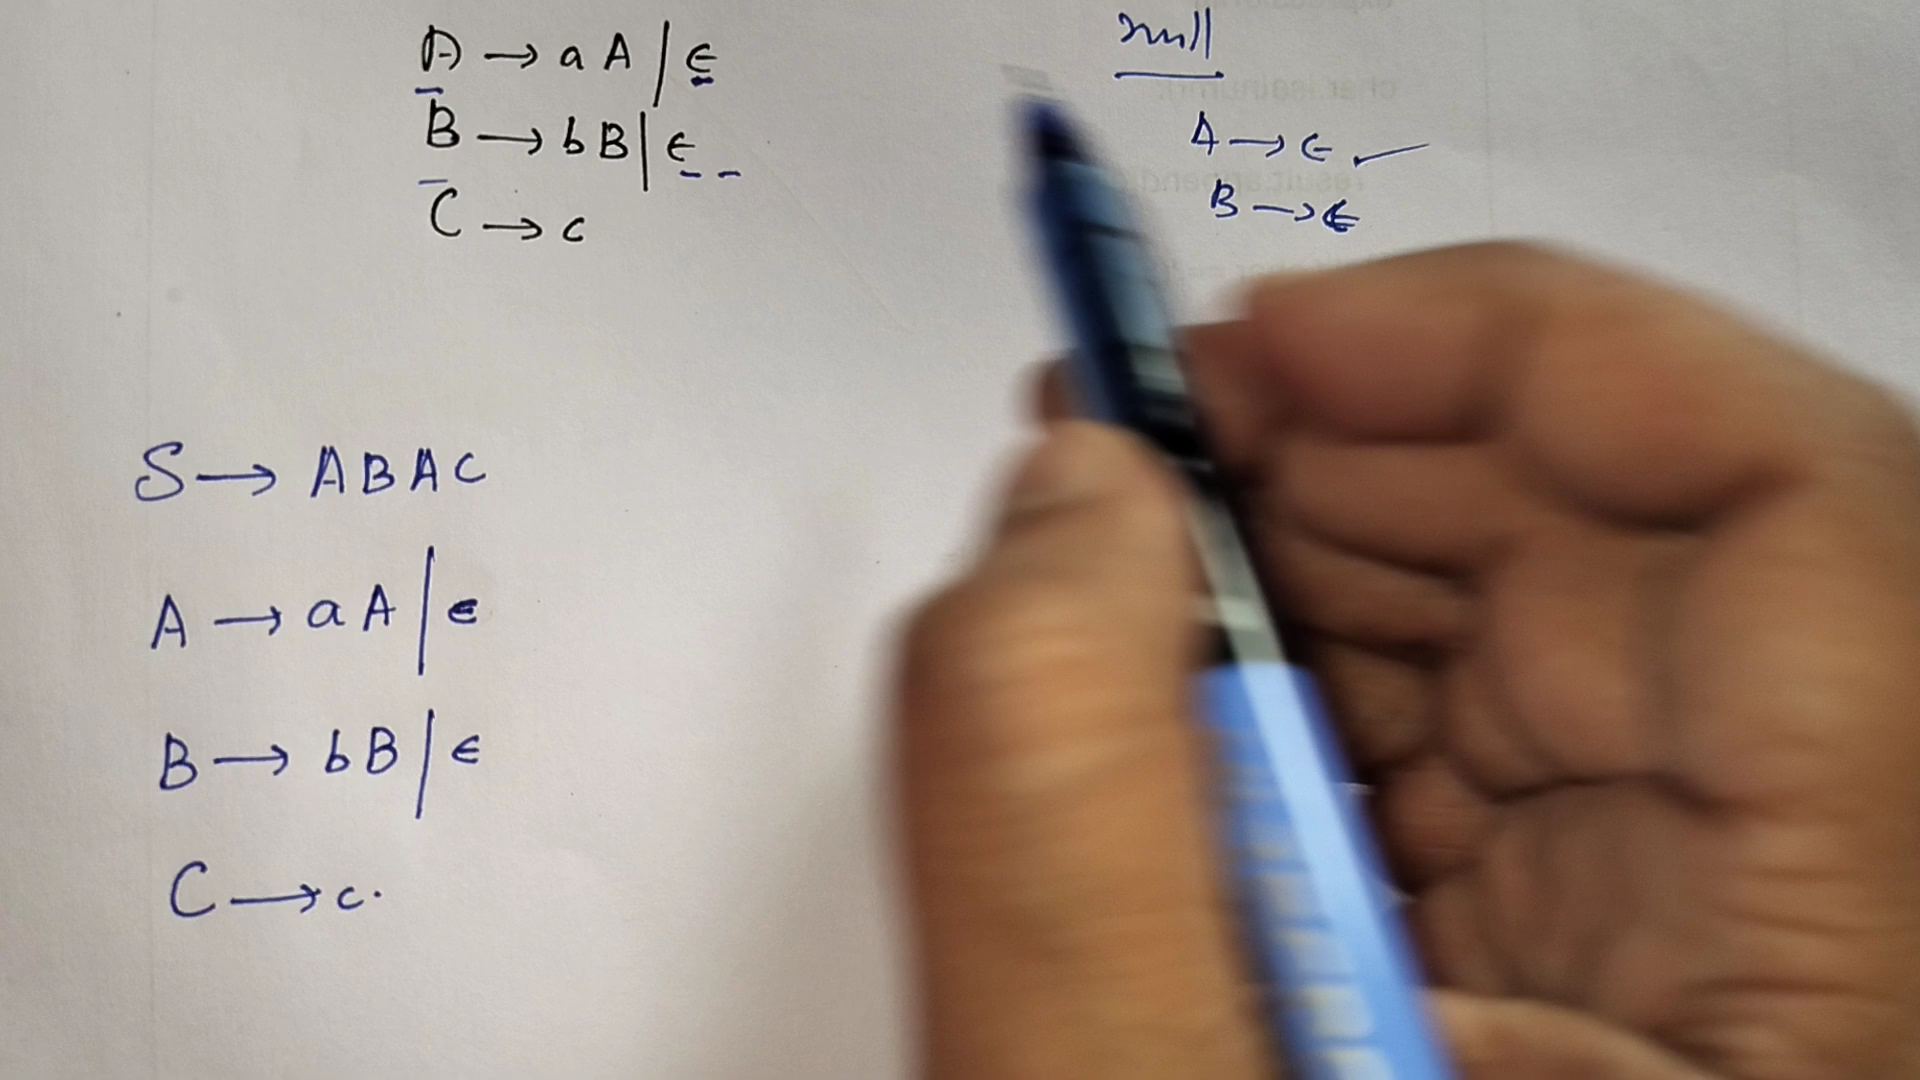 A → aA | ϵ
B → bB | ϵ
C → c
null
A → ϵ ✓
B → ϵ
S → ABAC
A → aA | ϵ
B → bB | ϵ
C → c.